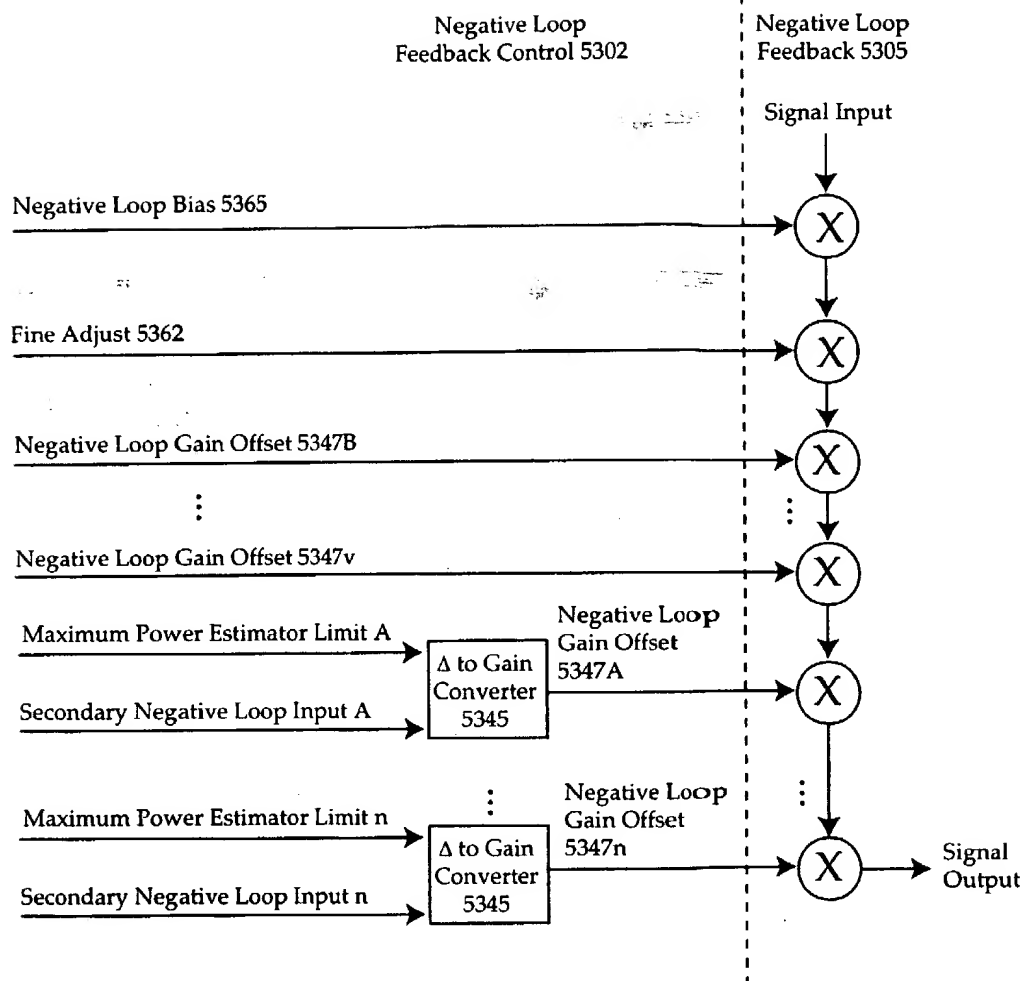 Negative Loop
Feedback Control 5302
Negative Loop
Feedback 5305
Signal Input
Negative Loop Bias 5365
X
Fine Adjust 5362
X
Negative Loop Gain Offset 5347B
X
Negative Loop Gain Offset 5347v
X
Maximum Power Estimator Limit A
Secondary Negative Loop Input A
Δ to Gain
Converter
5345
Negative Loop
Gain Offset
5347A
X
Maximum Power Estimator Limit n
Secondary Negative Loop Input n
Δ to Gain
Converter
5345
Negative Loop
Gain Offset
5347n
X
Signal
Output